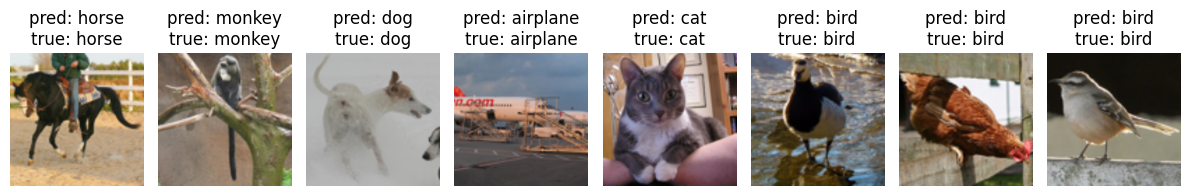 pred: horse
true: horse
pred: monkey
true: monkey
pred: dog
true: dog
pred: airplane
true: airplane
pred: cat
true: cat
pred: bird
true: bird
pred: bird
true: bird
pred: bird
true: bird
.com